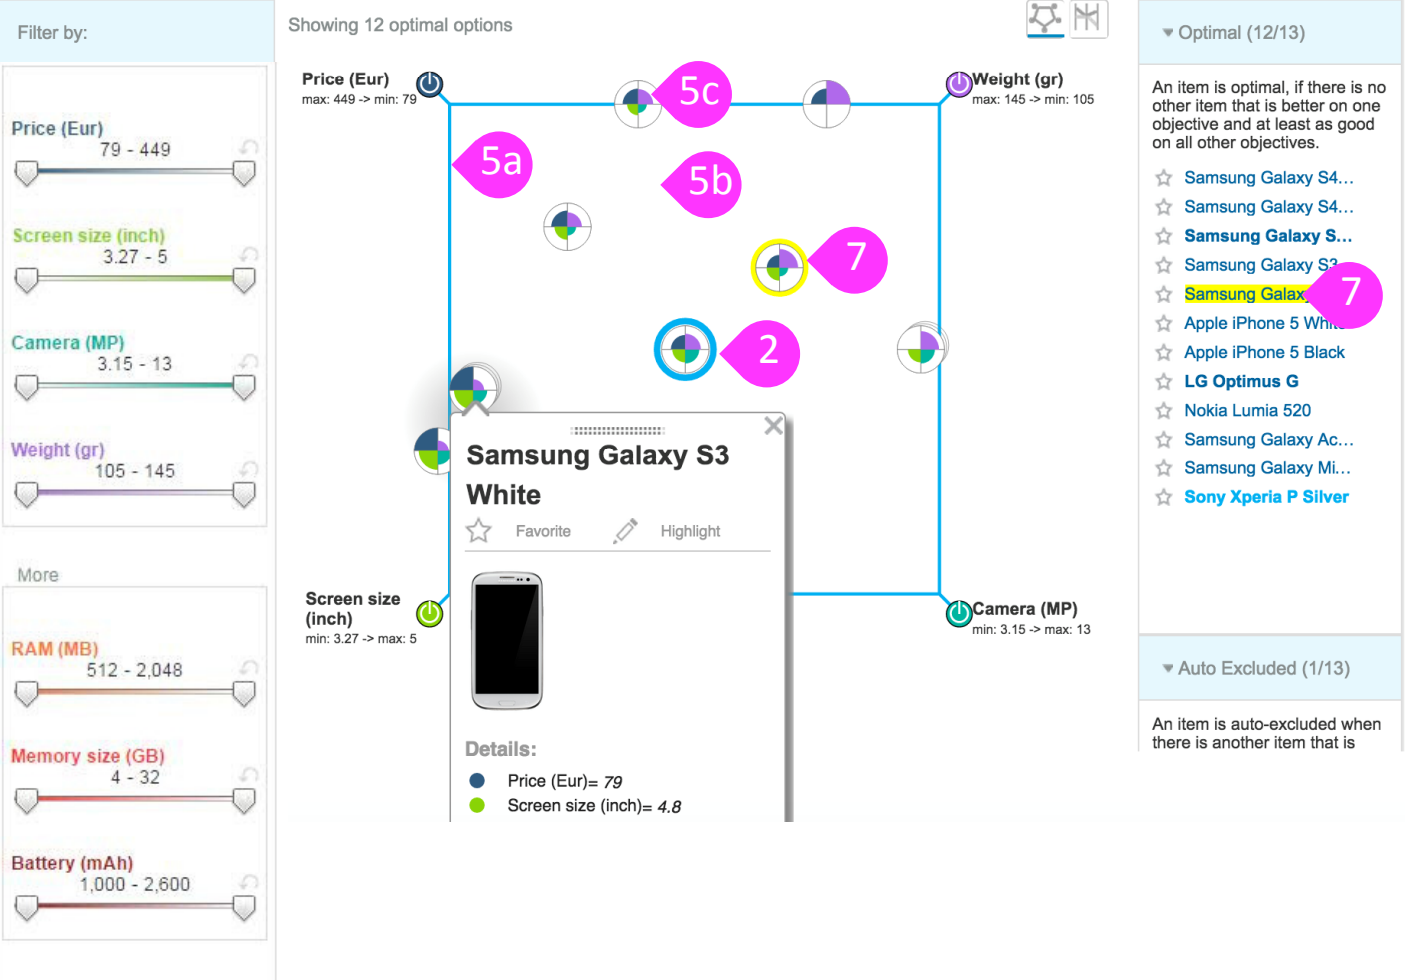 Filter by:
Price (Eur)
79 - 449
Screen size (inch)
3.27 - 5
Camera (MP)
3.15 - 13
Weight (gr)
105 - 145
More
RAM (MB)
512 - 2,048
Memory size (GB)
4 - 32
Battery (mAh)
1,000 - 2,600
Showing 12 optimal options
Price (Eur)
max: 449 -> min: 79
Weight (gr)
max: 145 -> min: 105
5c
5a
5b
7
2
Screen size
(inch)
min: 3.27 -> max: 5
Camera (MP)
min: 3.15 -> max: 13
Samsung Galaxy S3
White
Favorite
Highlight
Details:
Price (Eur)= 79
Screen size (inch)= 4.8
Optimal (12/13)
An item is optimal, if there is no
other item that is better on one
objective and at least as good
on all other objectives.
Samsung Galaxy S4...
Samsung Galaxy S4...
Samsung Galaxy S...
Samsung Galaxy S3
Samsung Galax
7
Apple iPhone 5 White
Apple iPhone 5 Black
LG Optimus G
Nokia Lumia 520
Samsung Galaxy Ac...
Samsung Galaxy Mi...
Sony Xperia P Silver
Auto Excluded (1/13)
An item is auto-excluded when
there is another item that is